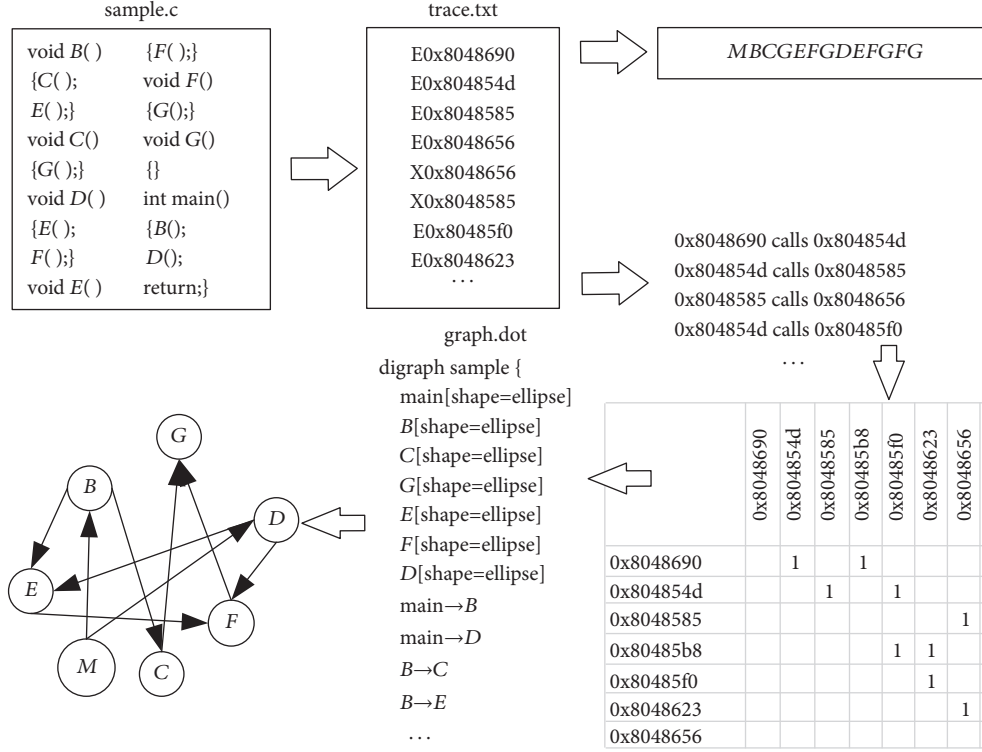 sample.c
void B( ) {F( );}
{C( ); void F()
E( );} {G();}
void C() void G()
{G( );} {}
void D( ) int main()
{E( ); {B();
F( );} D();
void E( ) return;}
trace.txt
E0x8048690
E0x804854d
E0x8048585
E0x8048656
X0x8048656
X0x8048585
E0x80485f0
E0x8048623
...
MBCGEFGDEFGFG
0x8048690 calls 0x804854d
0x804854d calls 0x8048585
0x8048585 calls 0x8048656
0x804854d calls 0x80485f0
...
0x8048690 0x804854d 0x8048585 0x80485b8 0x80485f0 0x8048623 0x8048656
0x8048690 1 1
0x804854d 1 1
0x8048585 1
0x80485b8 1 1
0x80485f0 1
0x8048623 1
0x8048656
graph.dot
digraph sample {
main[shape=ellipse]
B[shape=ellipse]
C[shape=ellipse]
G[shape=ellipse]
E[shape=ellipse]
F[shape=ellipse]
D[shape=ellipse]
main→B
main→D
B→C
B→E
...
G
B
D
E
F
M
C